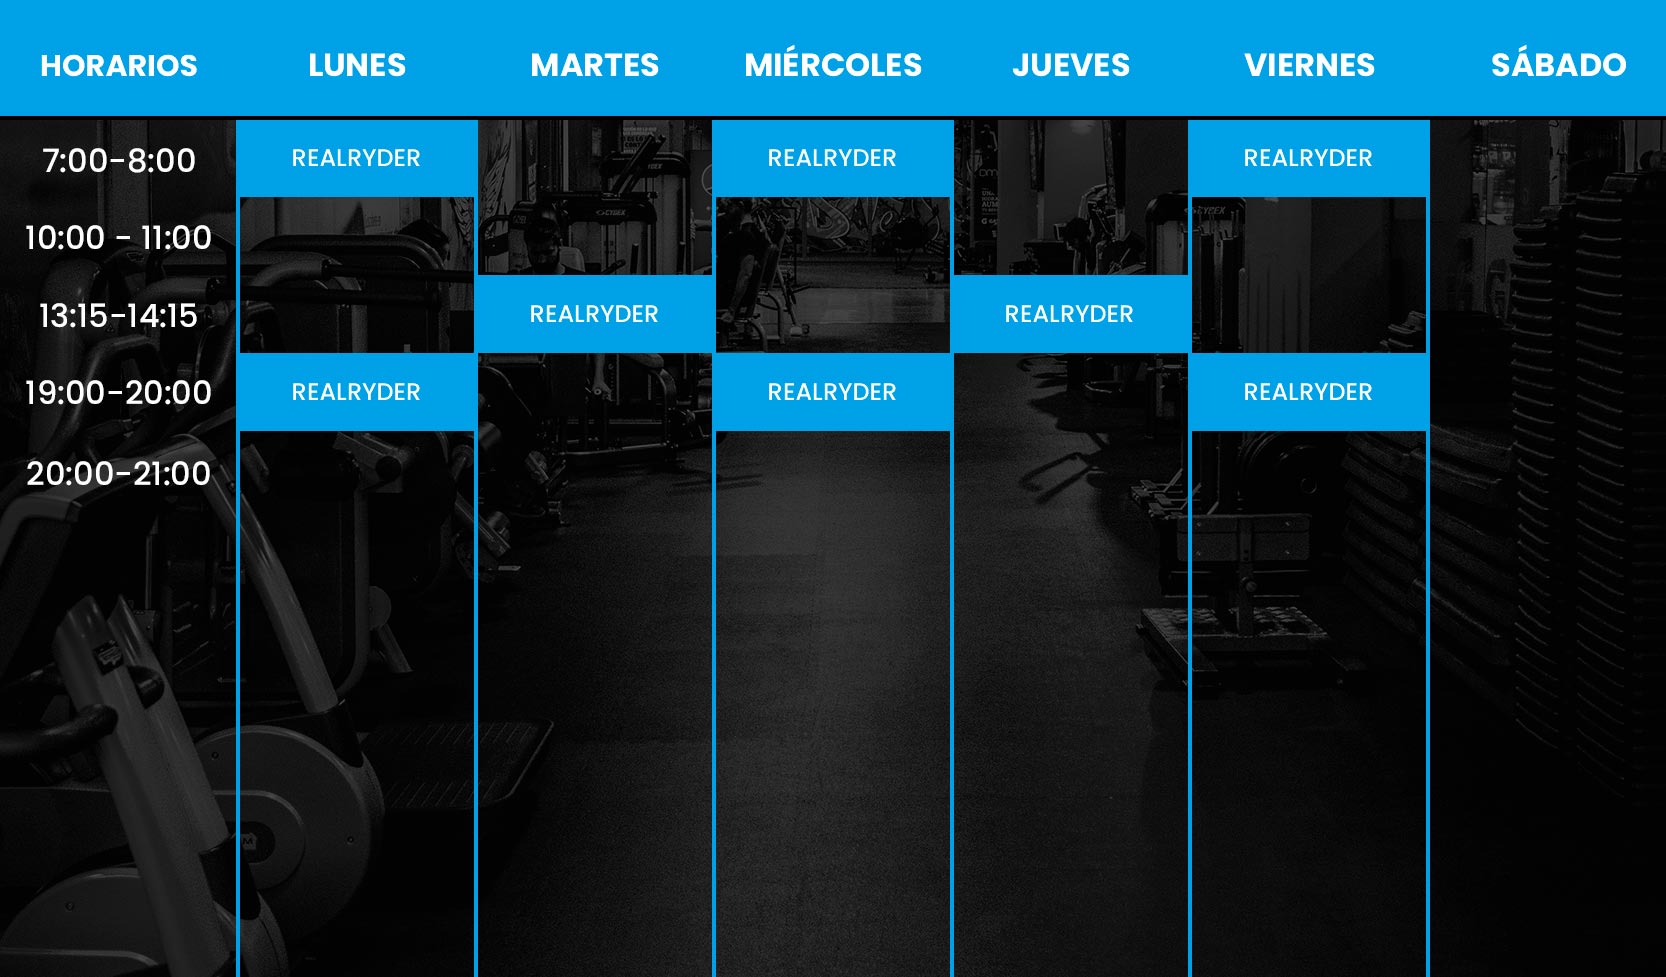 HORARIOS LUNES MARTES MIÉRCOLES JUEVES VIERNES SÁBADO
7:00-8:00 REALRYDER REALRYDER REALRYDER
10:00 - 11:00
13:15-14:15 REALRYDER REALRYDER
19:00-20:00 REALRYDER REALRYDER REALRYDER
20:00-21:00